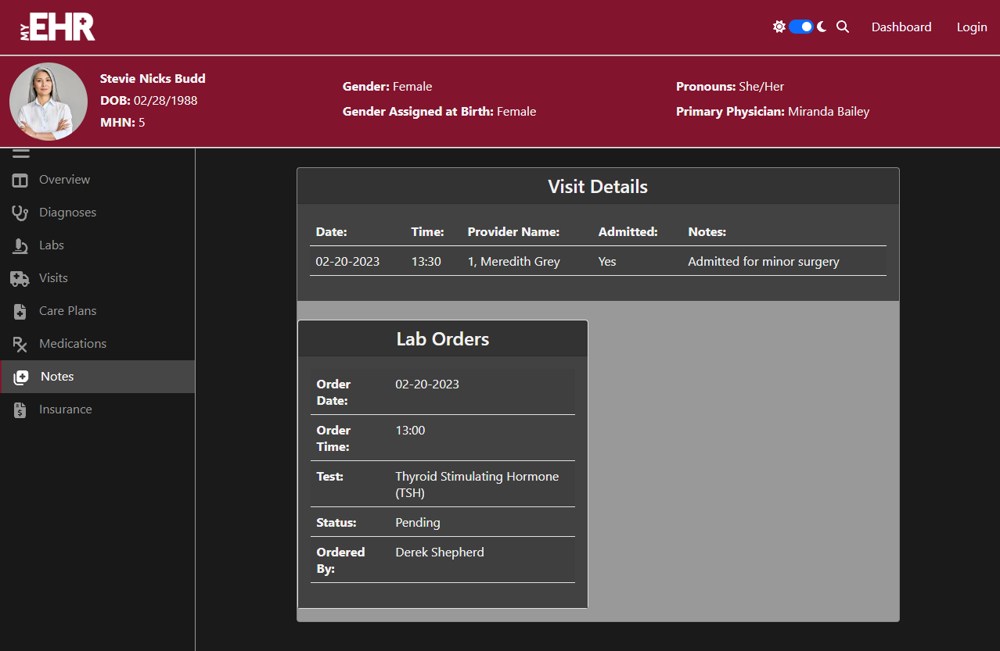 MY EHR
Dashboard
Login
Stevie Nicks Budd
DOB: 02/28/1988
MHN: 5
Gender: Female
Gender Assigned at Birth: Female
Pronouns: She/Her
Primary Physician: Miranda Bailey
Overview
Diagnoses
Labs
Visits
Care Plans
Medications
Notes
Insurance
Visit Details
Date: Time: Provider Name: Admitted: Notes:
02-20-2023 13:30 1, Meredith Grey Yes Admitted for minor surgery
Lab Orders
Order 02-20-2023
Date:
Order 13:00
Time:
Test: Thyroid Stimulating Hormone
(TSH)
Status: Pending
Ordered Derek Shepherd
By: